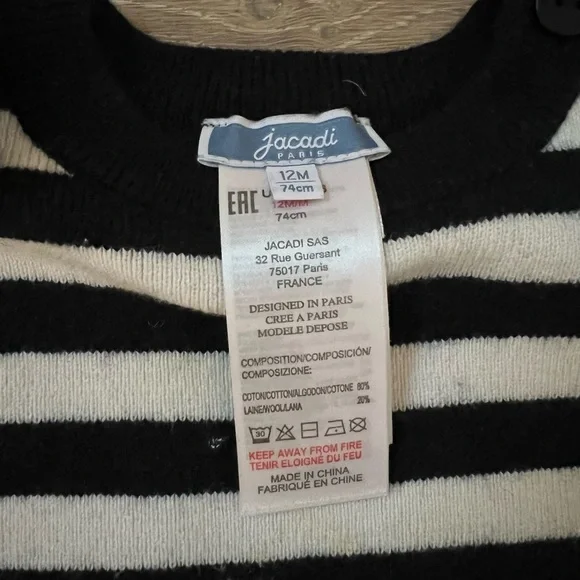 jacadi
PARIS
12M
74cm
EAC
12M/M
74cm
JACADI SAS
32 Rue Guersant
75017 Paris
FRANCE
DESIGNED IN PARIS
CREE A PARIS
MODELE DEPOSE
COMPOSITION/COMPOSICIÓN/
COMPOSIZIONE:
COTON/COTTON/ALGODON/COTONE 80%
LAINE/WOOL/LANA 20%
30
KEEP AWAY FROM FIRE
TENIR ELOIGNÉ DU FEU
MADE IN CHINA
FABRIQUÉ EN CHINE